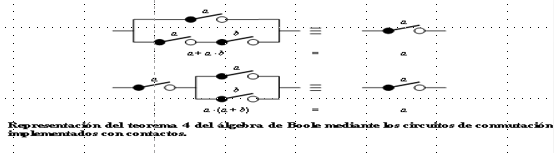 a
a b ≡ a
a + a · b = a
a
a b ≡ a
a · (a + b) = a
Representación del teorema 4 del álgebra de Boole mediante los circuitos de conmutación
implementados con contactos.